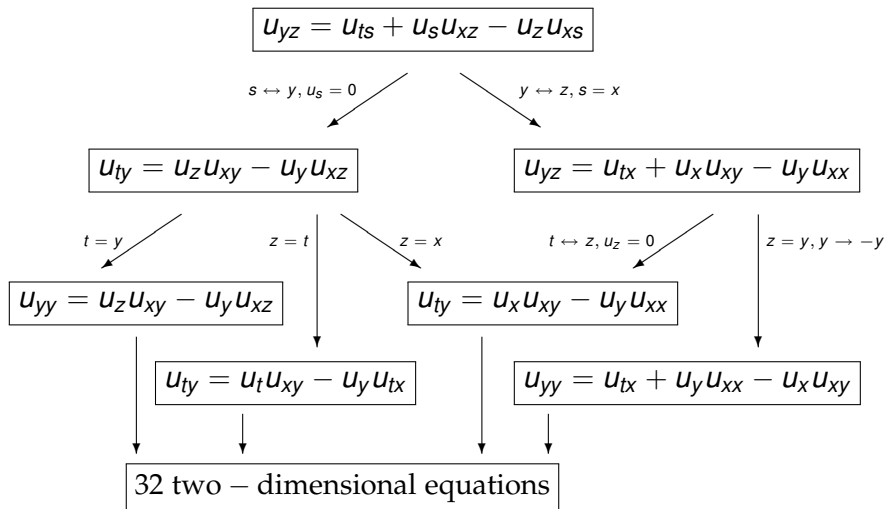 u_{yz} = u_{ts} + u_s u_{xz} − u_z u_{xs}
s ↔ y, u_s = 0 y ↔ z, s = x
u_{ty} = u_z u_{xy} − u_y u_{xz} u_{yz} = u_{tx} + u_x u_{xy} − u_y u_{xx}
t = y z = t z = x t ↔ z, u_z = 0 z = y, y → −y
u_{yy} = u_z u_{xy} − u_y u_{xz} u_{ty} = u_x u_{xy} − u_y u_{xx}
u_{ty} = u_t u_{xy} − u_y u_{tx} u_{yy} = u_{tx} + u_y u_{xx} − u_x u_{xy}
32 two − dimensional equations